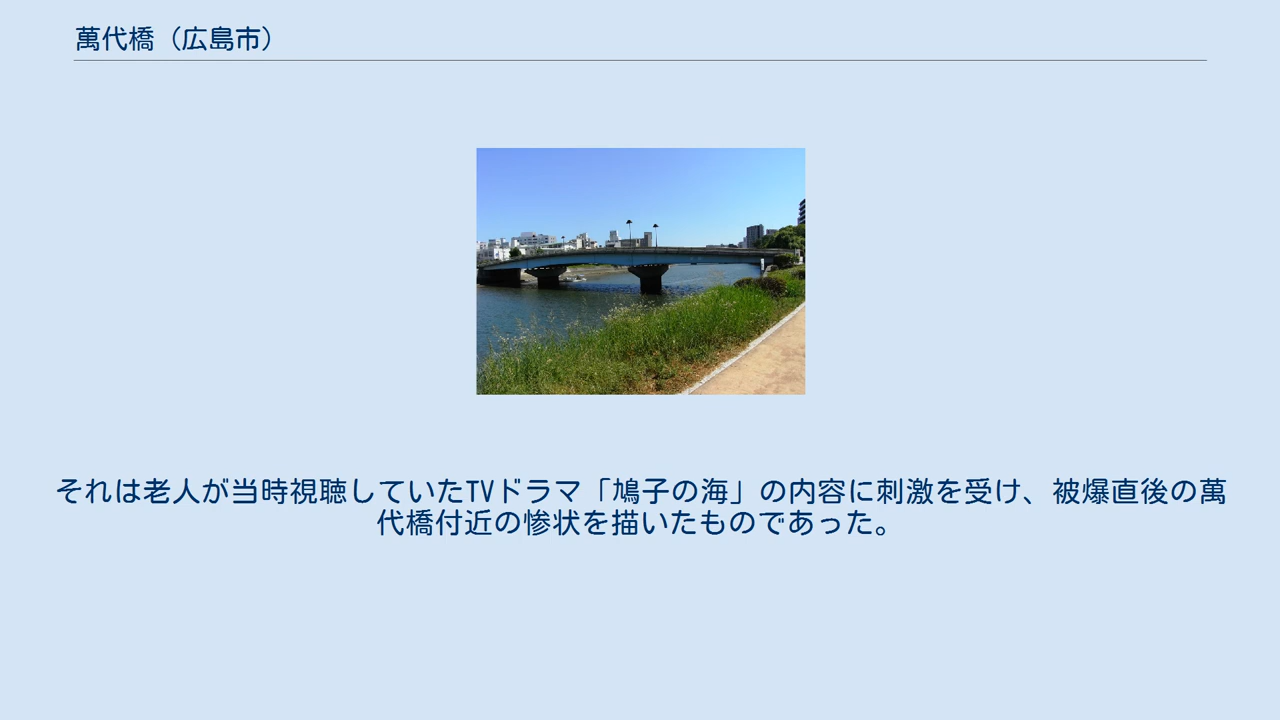 萬代橋（広島市）
それは老人が当時視聴していたTVドラマ「鳩子の海」の内容に刺激を受け、被爆直後の萬
代橋付近の惨状を描いたものであった。